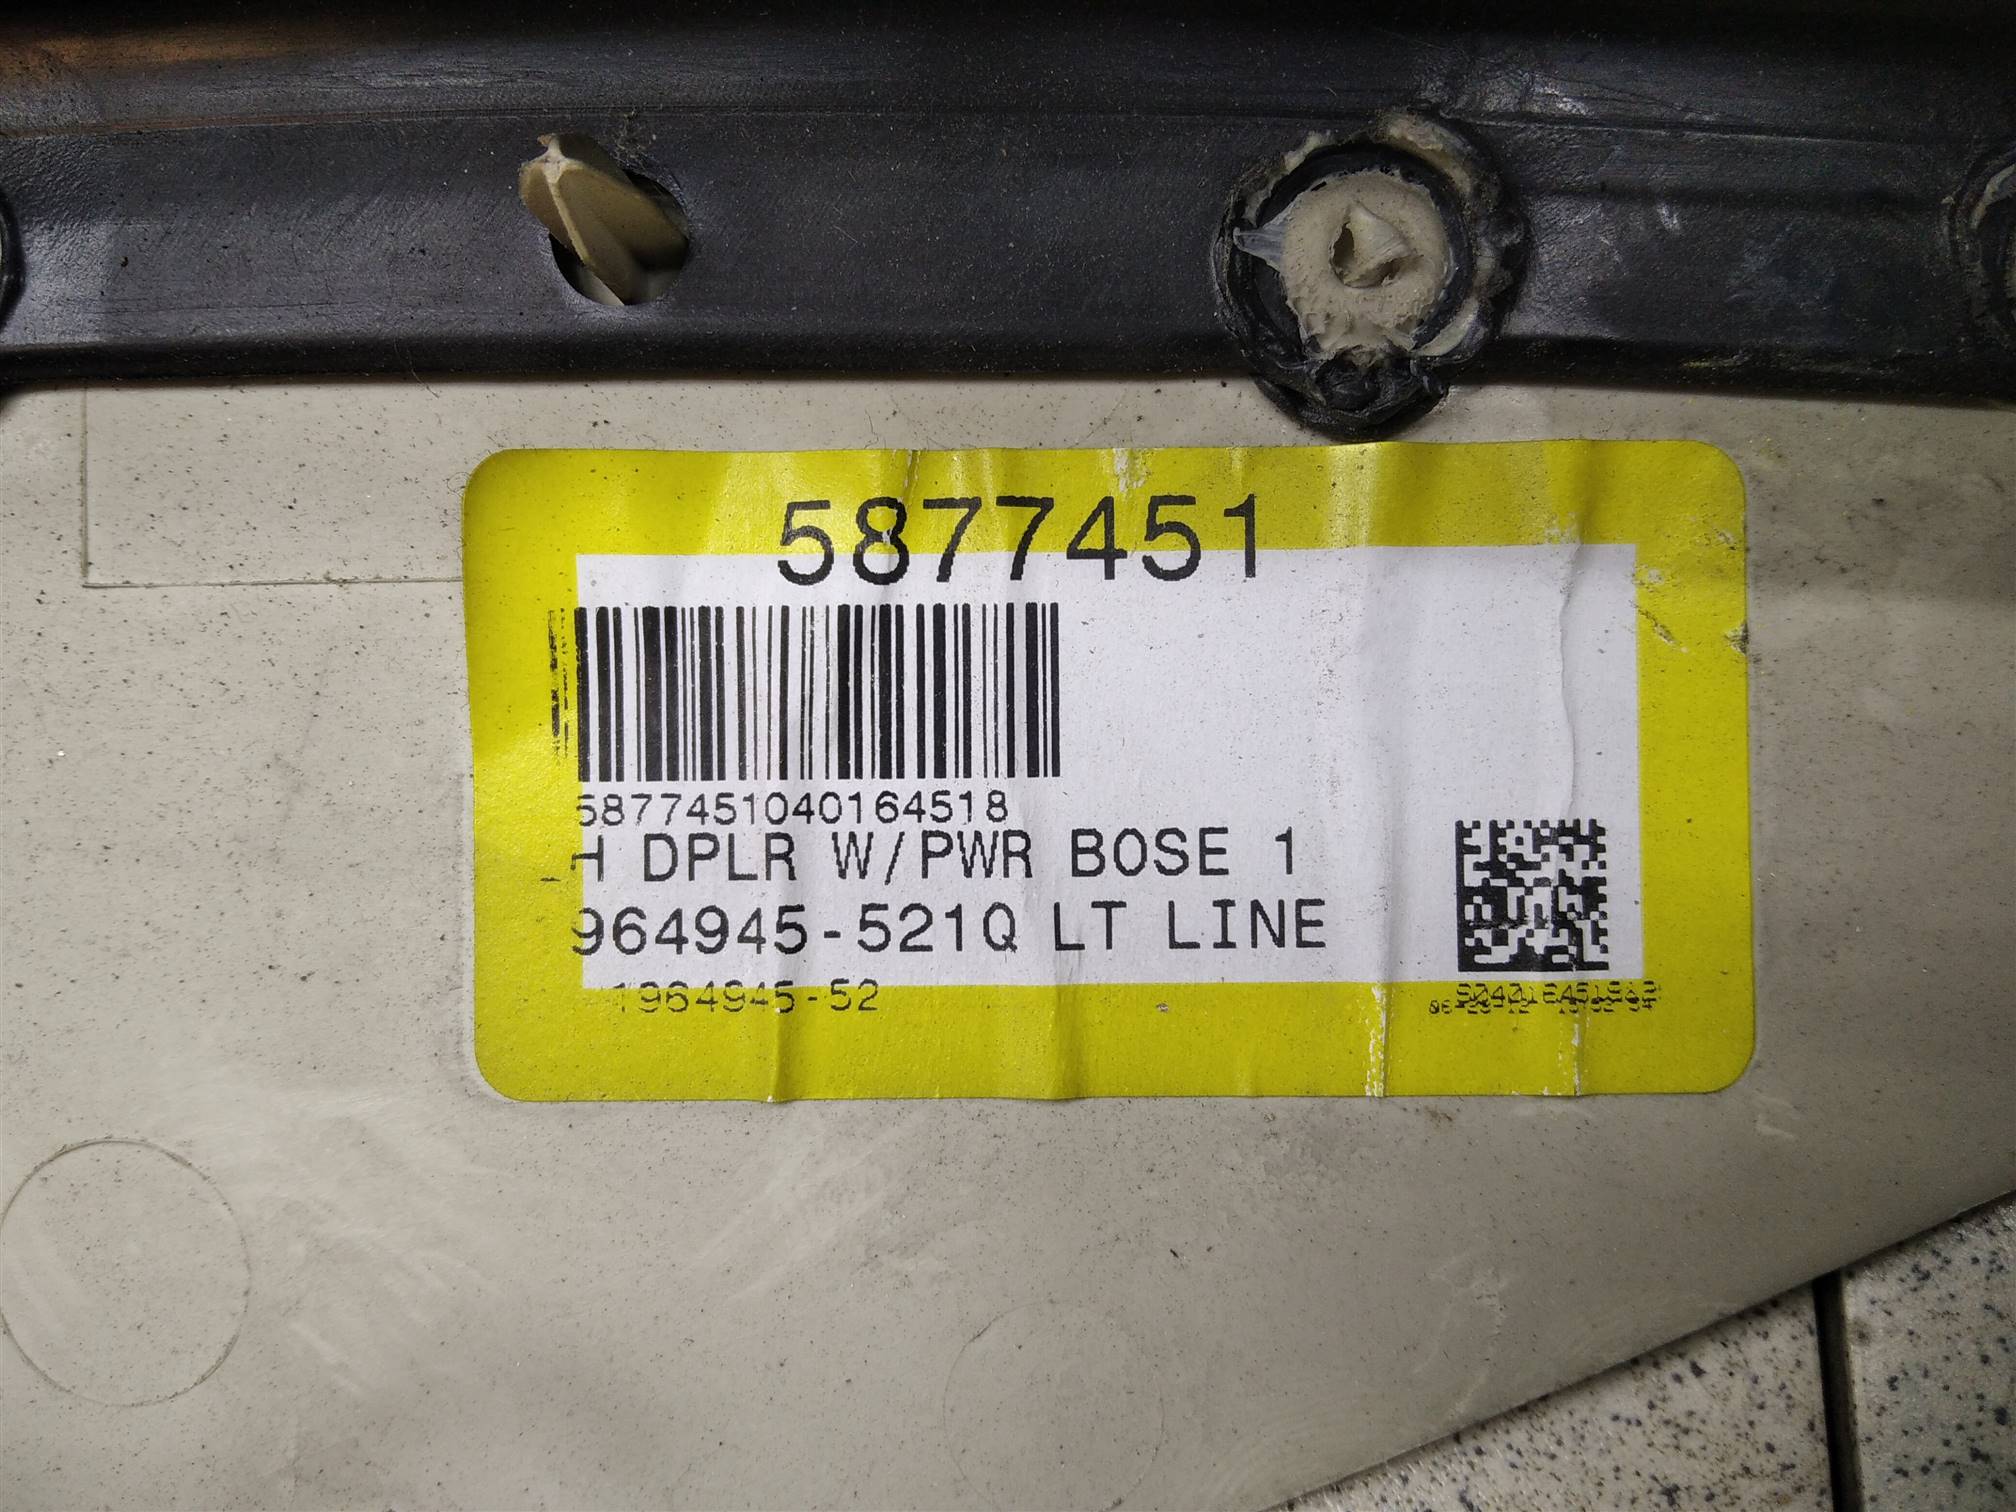 5877451
5877451040164518
H DPLR W/PWR BOSE 1
964945-521Q LT LINE
1964945-52